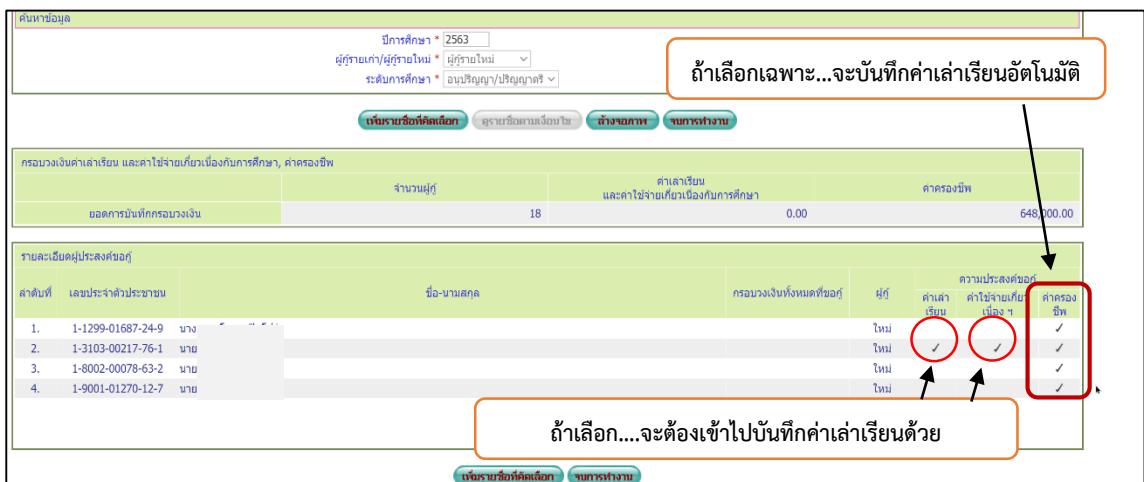 ค้นหาข้อมูล
ปีการศึกษา * 2563
ผู้กู้รายเก่า/ผู้กู้รายใหม่ * ผู้กู้รายใหม่
ระดับการศึกษา * อนุปริญญา/ปริญญาตรี
ถ้าเลือกเฉพาะ...จะบันทึกค่าเล่าเรียนอัตโนมัติ
เพิ่มรายชื่อที่คัดเลือก ดูรายชื่อตามเงื่อนไข ล้างจอภาพ จบการทำงาน
กรอบวงเงินค่าเล่าเรียน และค่าใช้จ่ายเกี่ยวเนื่องกับการศึกษา, ค่าครองชีพ
จำนวนผู้กู้ ค่าเล่าเรียน ค่าครองชีพ
และค่าใช้จ่ายเกี่ยวเนื่องกับการศึกษา
ยอดการบันทึกกรอบวงเงิน 18 0.00 648,000.00
รายละเอียดผู้ประสงค์ขอกู้
ลำดับที่ เลขประจำตัวประชาชน ชื่อ-นามสกุล กรอบวงเงินทั้งหมดที่ขอกู้ ผู้กู้ ความประสงค์ขอกู้
ค่าเล่า ค่าใช้จ่ายเกี่ยว ค่าครอง
เรียน เนื่อง ฯ ชีพ
1. 1-1299-01687-24-9 นาง ใหม่ ✓
2. 1-3103-00217-76-1 นาย ใหม่ ✓ ✓ ✓
3. 1-8002-00078-63-2 นาย ใหม่ ✓
4. 1-9001-01270-12-7 นาย ใหม่ ✓
ถ้าเลือก....จะต้องเข้าไปบันทึกค่าเล่าเรียนด้วย
เพิ่มรายชื่อที่คัดเลือก จบการทำงาน